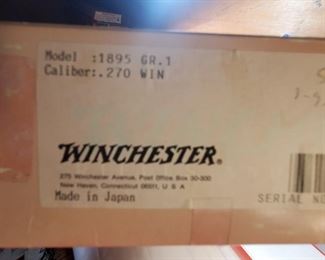 Model :1895 GR.1
Caliber:.270 WIN
WINCHESTER®
275 Winchester Avenue, Post Office Box 30-300
New Haven, Connecticut 06511, U S A
Made in Japan
SERIAL NO